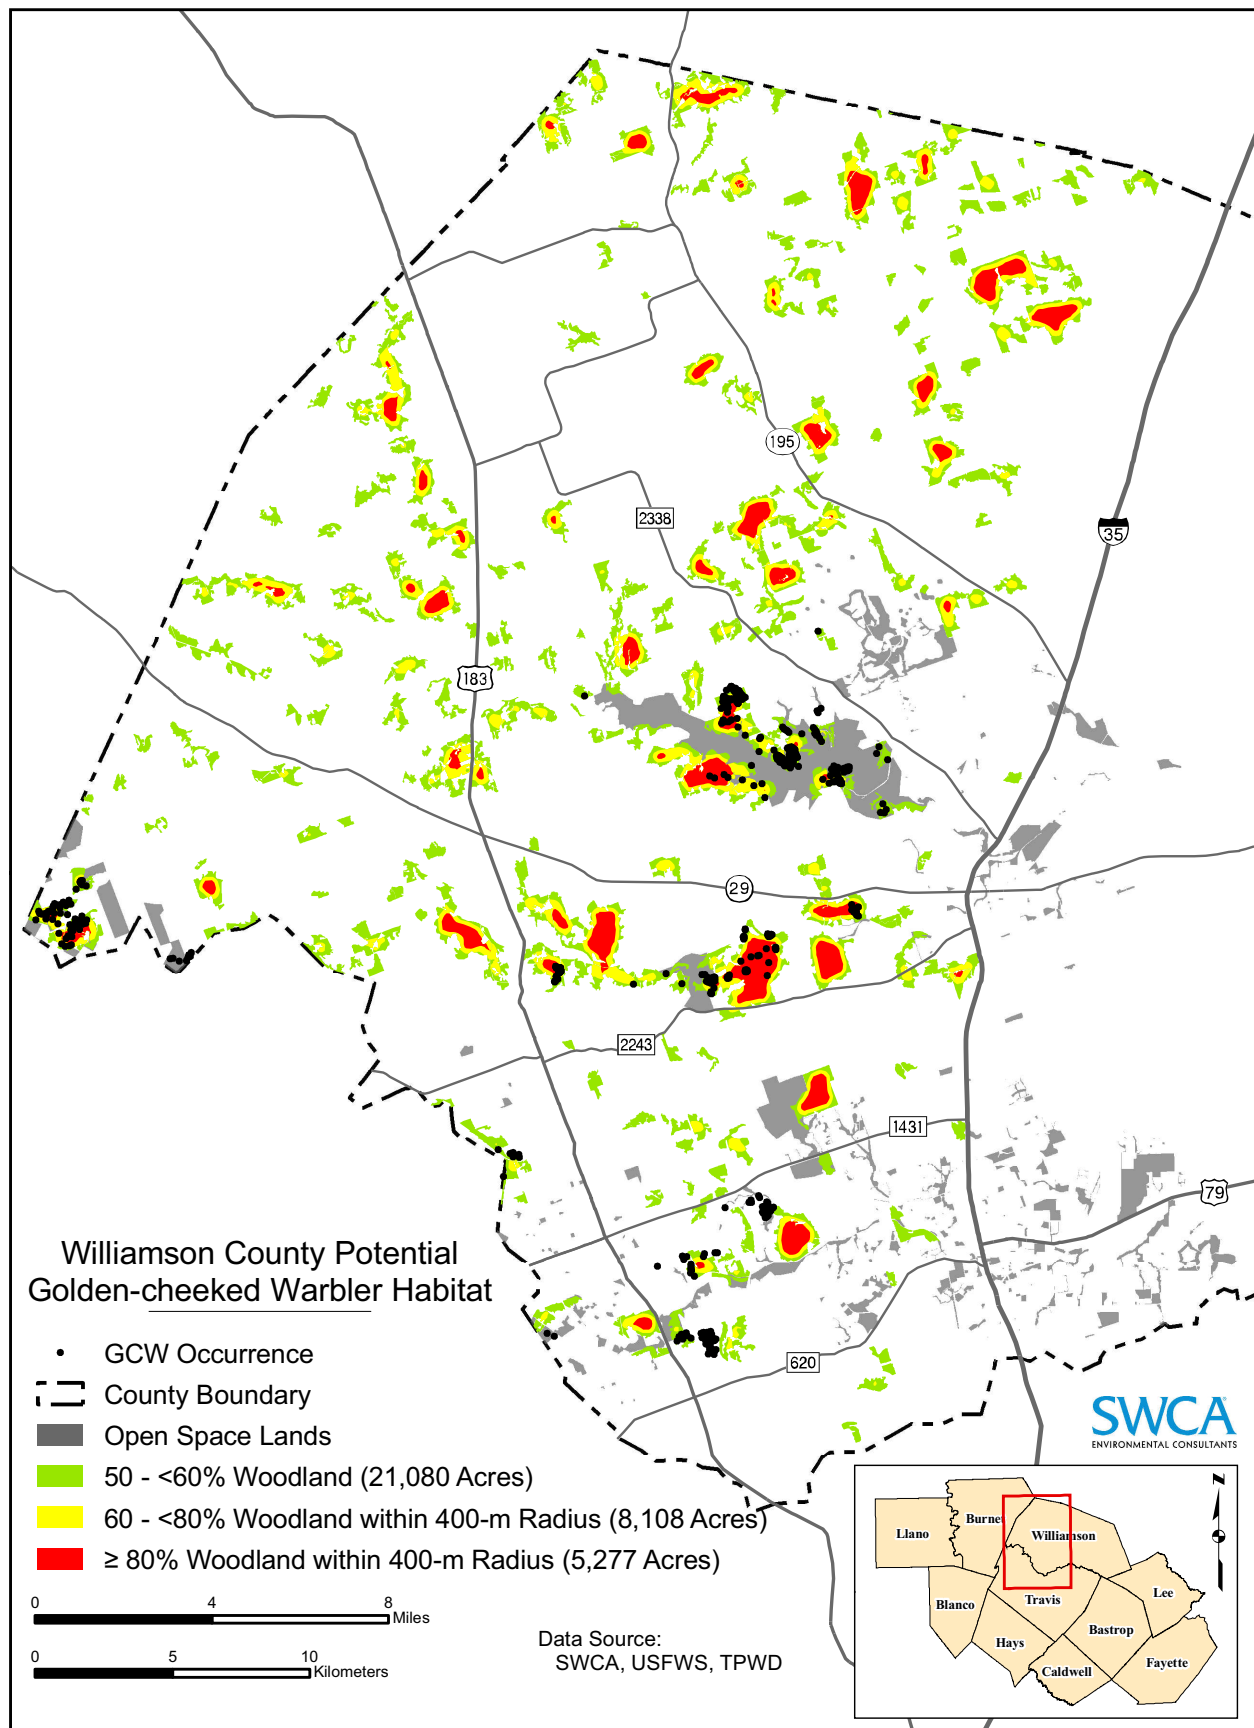 195
2338
35
183
29
2243
1431
79
620
Williamson County Potential
Golden-cheeked Warbler Habitat
GCW Occurrence
County Boundary
Open Space Lands
50 - <60% Woodland (21,080 Acres)
60 - <80% Woodland within 400-m Radius (8,108 Acres)
≥ 80% Woodland within 400-m Radius (5,277 Acres)
0 4 8
Miles
0 5 10
Kilometers
Data Source:
SWCA, USFWS, TPWD
SWCA®
ENVIRONMENTAL CONSULTANTS
N
Llano
Burnet
Williamson
Blanco
Travis
Lee
Hays
Bastrop
Caldwell
Fayette